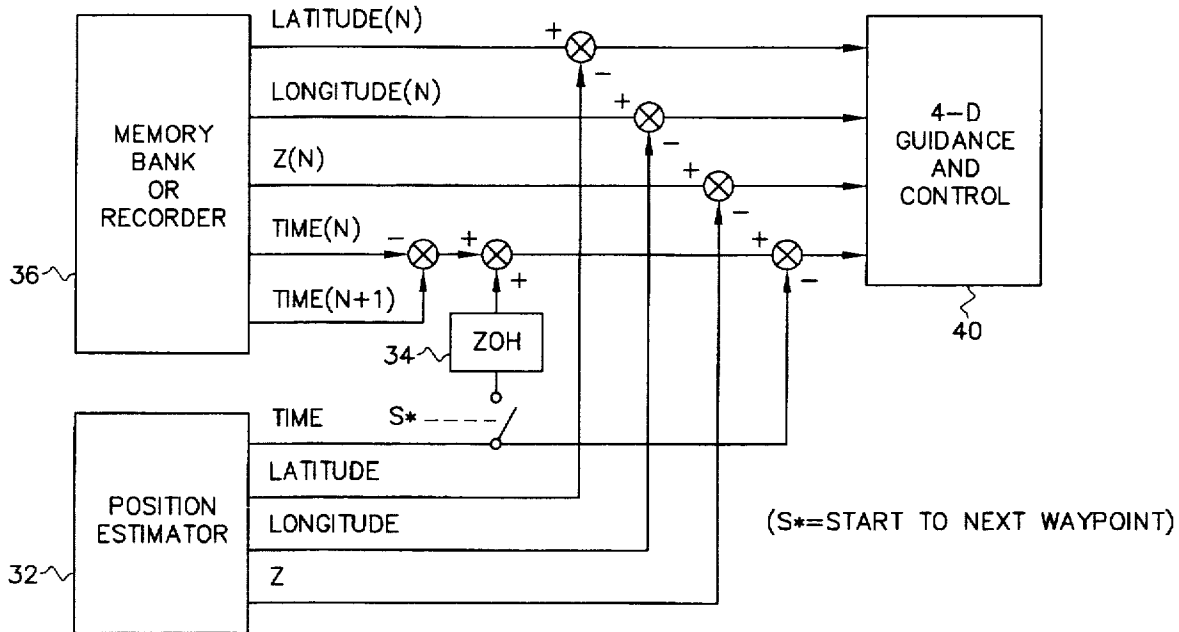 LATITUDE(N)
+
−
LONGITUDE(N)
+
−
MEMORY
BANK
OR
RECORDER
4-D
GUIDANCE
AND
CONTROL
Z(N)
+
−
TIME(N)
−
+
+
+
−
36
TIME(N+1)
40
34
ZOH
S*
TIME
LATITUDE
POSITION
ESTIMATOR
LONGITUDE
(S*=START TO NEXT WAYPOINT)
32
Z